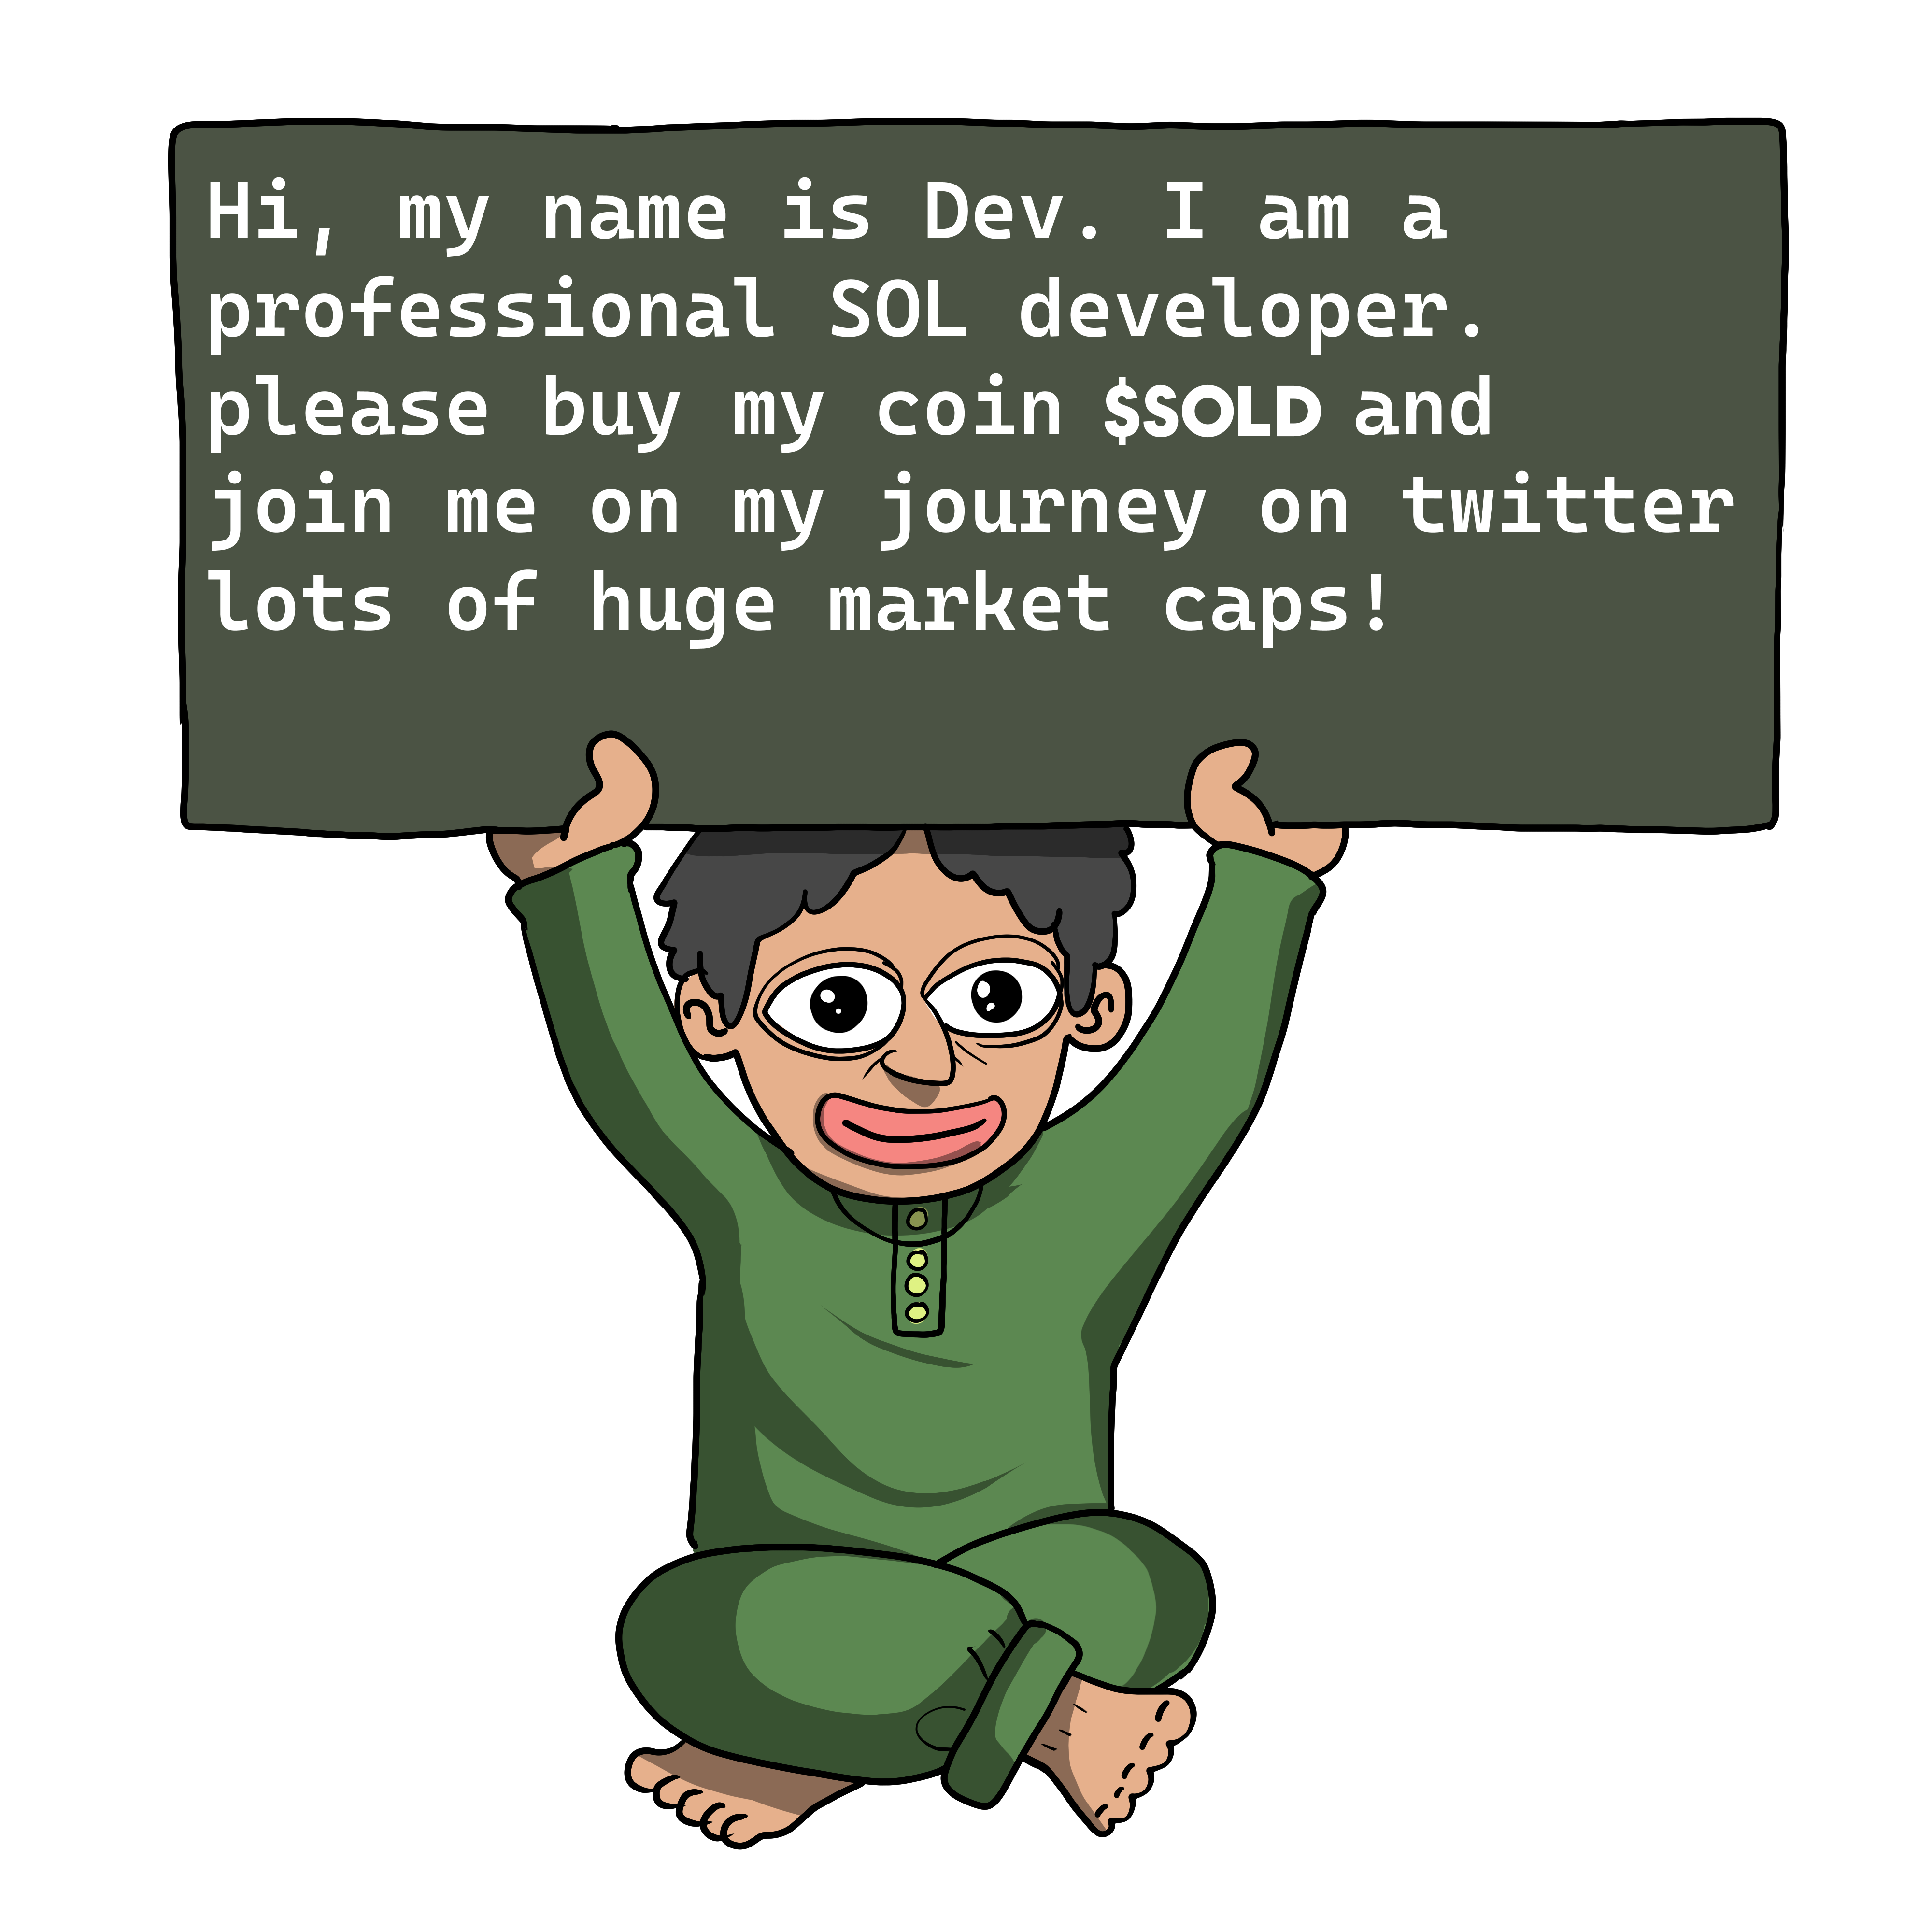 Hi, my name is Dev. I am a
professional SOL developer.
please buy my coin $SOLD and
join me on my journey on twitter
lots of huge market caps!